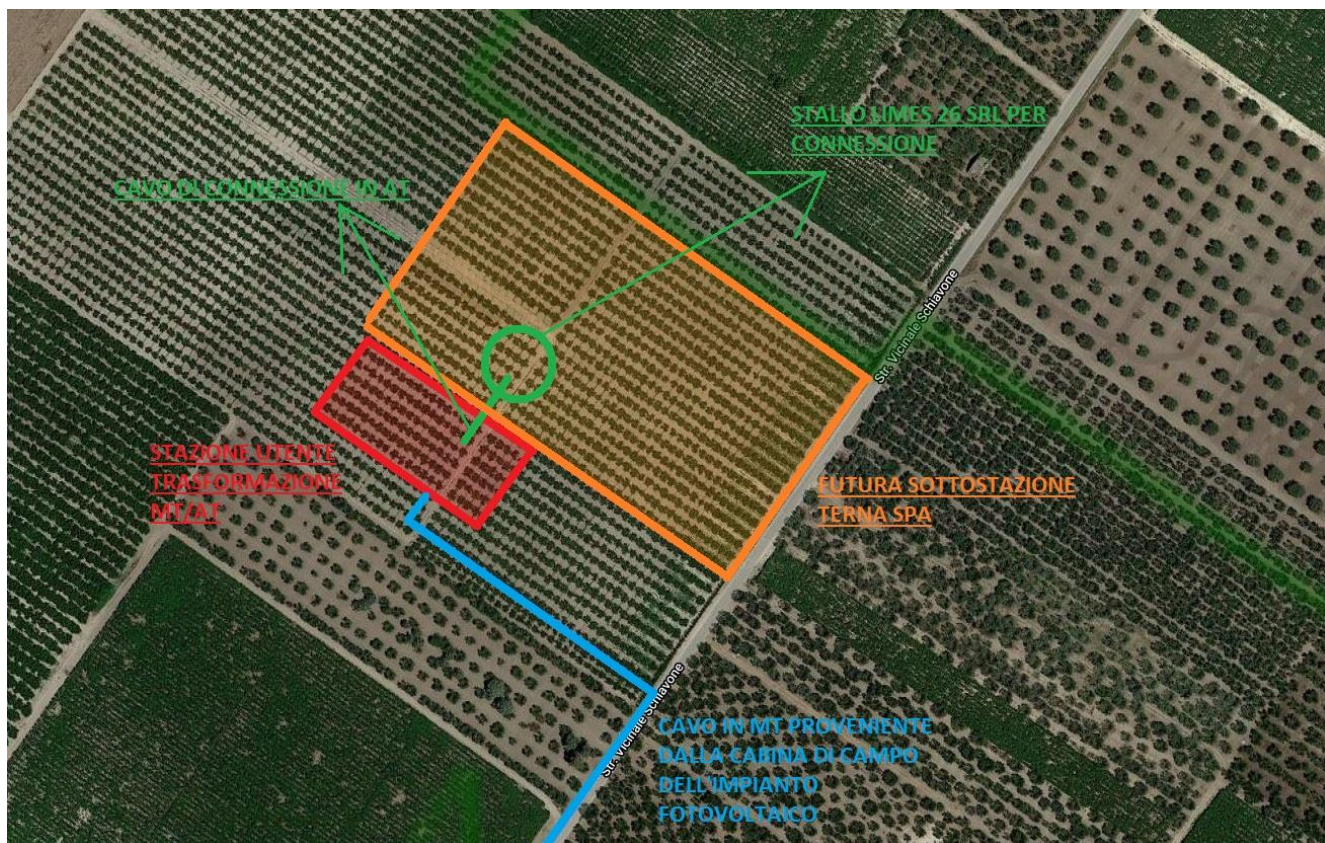 STALLO LIMES 26 SRL PER
CONNESSIONE
CAVO DI CONNESSIONE IN AT
Str. Vicinale Schiavone
STAZIONE UTENTE
TRASFORMAZIONE
MT/AT
FUTURA SOTTOSTAZIONE
TERNA SPA
Str. Vicinale Schiavone
CAVO IN MT PROVENIENTE
DALLA CABINA DI CAMPO
DELL'IMPIANTO
FOTOVOLTAICO